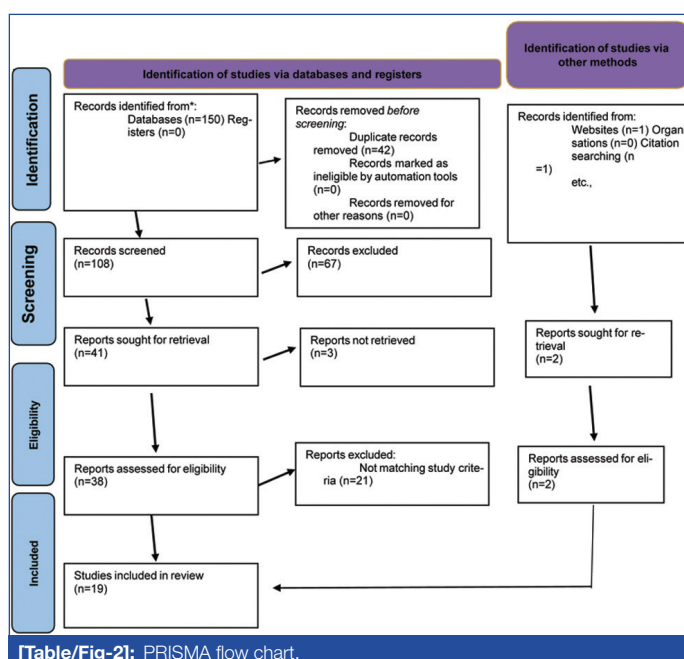 Identification of studies via databases and registers
Identification of studies via
other methods
Identification
Records identified from*:
Databases (n=150) Reg-
isters (n=0)
Records removed before
screening:
Duplicate records
removed (n=42)
Records marked as
ineligible by automation tools
(n=0)
Records removed for
other reasons (n=0)
Records identified from:
Websites (n=1) Organi
sations (n=0) Citation
searching (n
=1)
etc.,
Screening
Records screened
(n=108)
Records excluded
(n=67)
Reports sought for retrieval
(n=41)
Reports not retrieved
(n=3)
Reports sought for re-
trieval
(n=2)
Eligibility
Reports assessed for eligibility
(n=38)
Reports excluded:
Not matching study crite-
ria (n=21)
Reports assessed for eli-
gibility
(n=2)
Included
Studies included in review
(n=19)
[Table/Fig-2]: PRISMA flow chart.